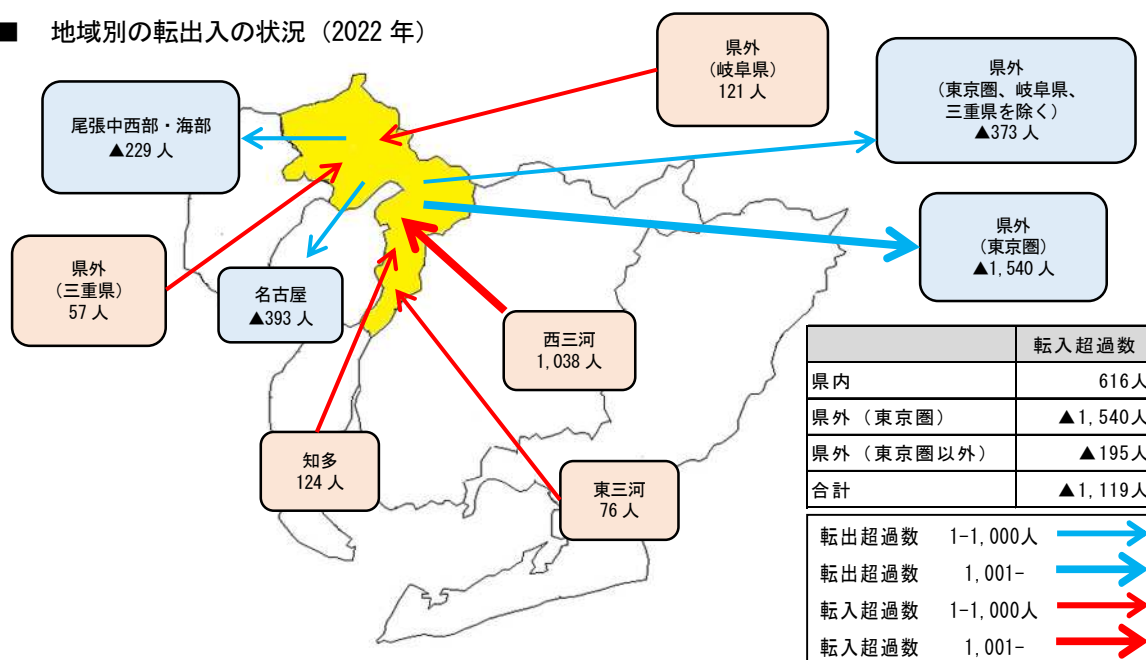 ■ 地域別の転出入の状況（2022 年）
県外
（岐阜県）
121 人
県外
（東京圏、岐阜県、
三重県を除く）
▲373 人
尾張中西部・海部
▲229 人
県外
（東京圏）
▲1,540 人
県外
（三重県）
57 人
名古屋
▲393 人
西三河
1,038 人
知多
124 人
東三河
76 人
転入超過数
県内 616人
県外（東京圏） ▲1,540人
県外（東京圏以外） ▲195人
合計 ▲1,119人
転出超過数 1-1,000人
転出超過数 1,001-
転入超過数 1-1,000人
転入超過数 1,001-